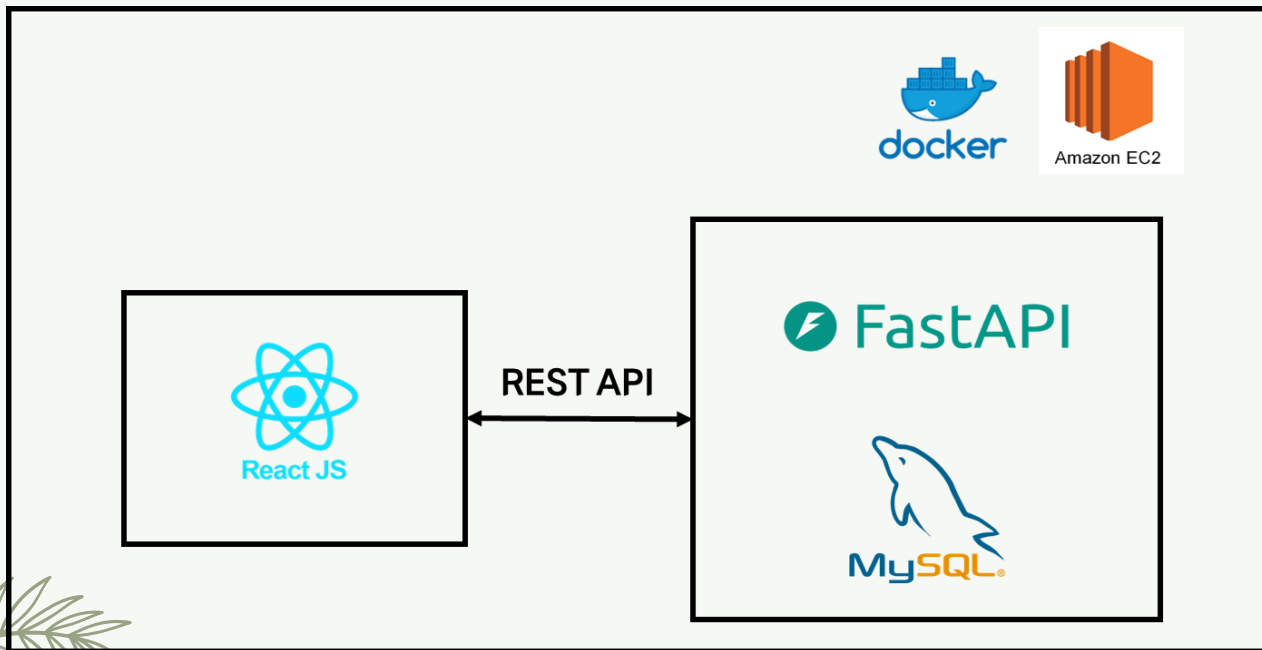 docker
Amazon EC2
FastAPI
REST API
React JS
MySQL®